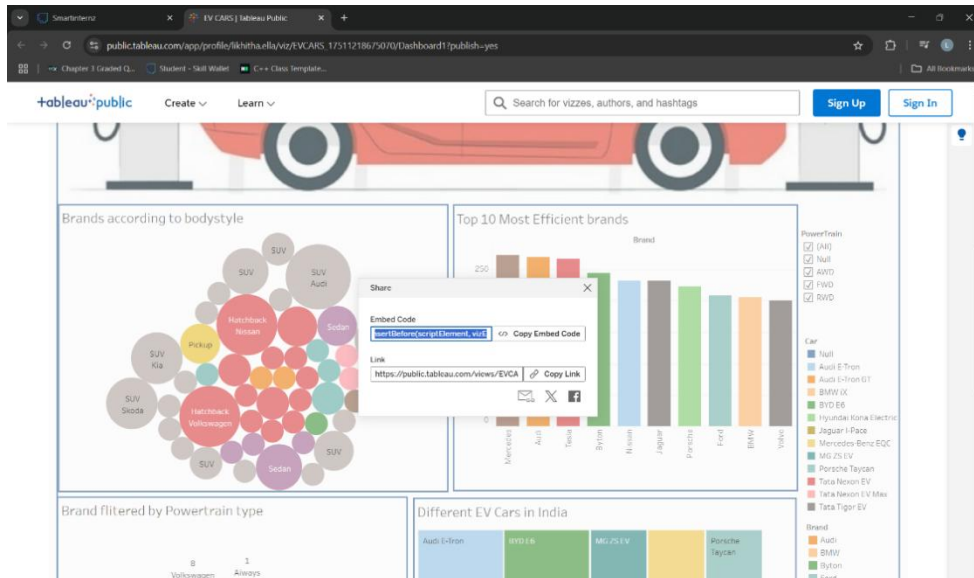 Smartinternz
EV CARS | Tableau Public
public.tableau.com/app/profile/likhitha.ella/viz/EVCARS_17511218675070/Dashboard1?publish=yes
Chapter 3 Graded Q...
Student - Skill Wallet
C++ Class Template...
All Bookmarks
+ableau public
Create
Learn
Search for vizzes, authors, and hashtags
Sign Up
Sign In
Brands according to bodystyle
SUV
SUV
SUV
Audi
Hatchback
Nissan
Sedan
Pickup
SUV
Kia
SUV
Skoda
Hatchback
Volkswagen
SUV
Sedan
SUV
Top 10 Most Efficient brands
Brand
250
0
Mercedes
Audi
Tesla
Byton
Nissan
Jaguar
Porsche
Ford
BMW
Volvo
Share
Embed Code
nsertBefore(scriptElement, vizE
Copy Embed Code
Link
https://public.tableau.com/views/EVCA
Copy Link
PowerTrain
(All)
Null
AWD
FWD
RWD
Car
Null
Audi E-Tron
Audi E-Tron GT
BMW iX
BYD E6
Hyundai Kona Electric
Jaguar I-Pace
Mercedes-Benz EQC
MG ZS EV
Porsche Taycan
Tata Nexon EV
Tata Nexon EV Max
Tata Tigor EV
Brand
Audi
BMW
Byton
Ford
Brand flitered by Powertrain type
8
Volkswagen
1
Aiways
Different EV Cars in India
Audi E-Tron
BYD E6
MG ZS EV
Porsche
Taycan